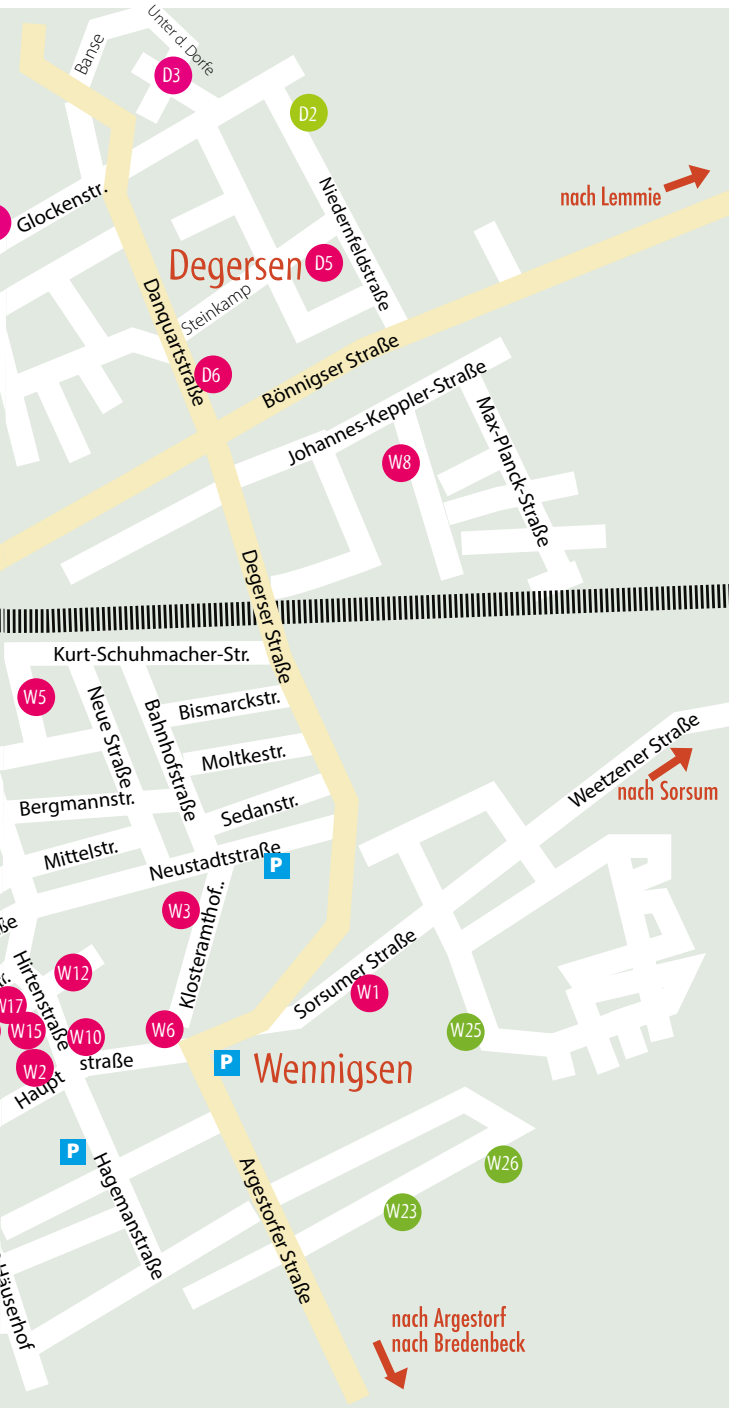 Unter d. Dorfe
Banse
D3
D2
nach Lemmie
Glockenstr.
Niedernfeldstraße
Degersen
D5
Steinkamp
Danquartstraße
D6
Bönnigser Straße
Johannes-Keppler-Straße
W8
Max-Planck-Straße
Degerser Straße
Kurt-Schuhmacher-Str.
W5
Neue Straße
Bahnhofstraße
Bismarckstr.
Moltkestr.
Weetzener Straße
nach Sorsum
Bergmannstr.
Sedanstr.
Mittelstr.
Neustadtstraße
P
W3
Klosteramthof..
ße
Hirtenstraße
Sorsumer Straße
W12
r.
W17
W1
W15
W10
W6
W25
W2
Haupt
straße
P
Wennigsen
P
Hagemanstraße
W26
Argestorfer Straße
W23
Häuserhof
nach Argestorf
nach Bredenbeck